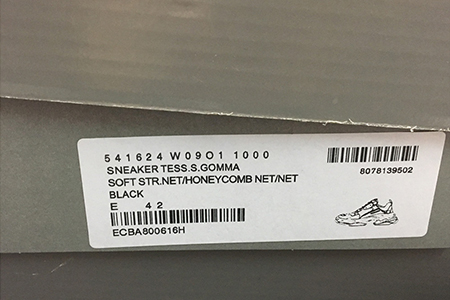 541624 W09O1 1000
SNEAKER TESS.S.GOMMA
SOFT STR.NET/HONEYCOMB NET/NET
BLACK
E 42
ECBA800616H
8078139502